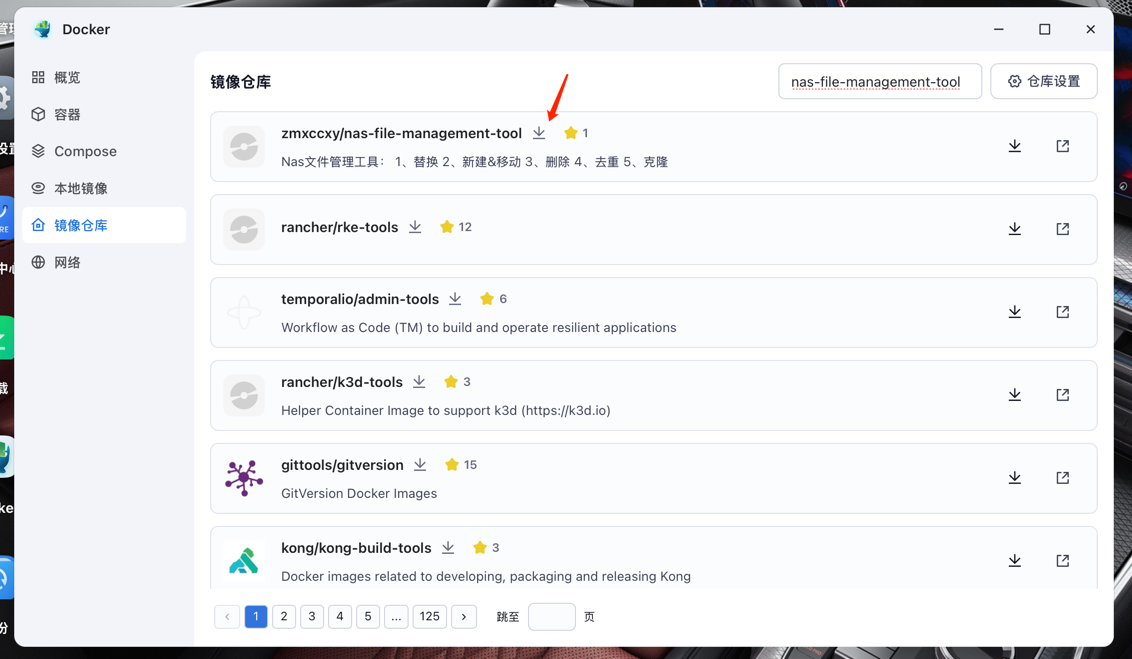 Docker
概览
容器
Compose
本地镜像
镜像仓库
网络
镜像仓库
nas-file-management-tool
仓库设置
zmxccxy/nas-file-management-tool 1
Nas文件管理工具： 1、替换 2、新建&移动 3、删除 4、去重 5、克隆
rancher/rke-tools 12
temporalio/admin-tools 6
Workflow as Code (TM) to build and operate resilient applications
rancher/k3d-tools 3
Helper Container Image to support k3d (https://k3d.io)
gittools/gitversion 15
GitVersion Docker Images
kong/kong-build-tools 3
Docker images related to developing, packaging and releasing Kong
< 1 2 3 4 5 ... 125 > 跳至 页